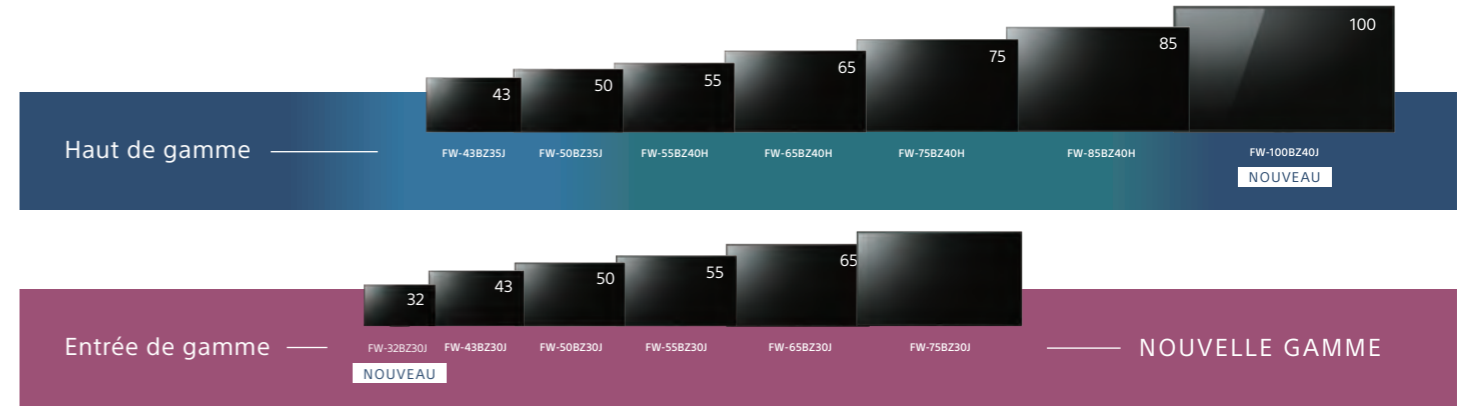 43 50 55 65 75 85 100
Haut de gamme
FW-43BZ35J FW-50BZ35J FW-55BZ40H FW-65BZ40H FW-75BZ40H FW-85BZ40H FW-100BZ40J
NOUVEAU
32 43 50 55 65
Entrée de gamme
FW-32BZ30J FW-43BZ30J FW-50BZ30J FW-55BZ30J FW-65BZ30J FW-75BZ30J
NOUVELLE GAMME
NOUVEAU